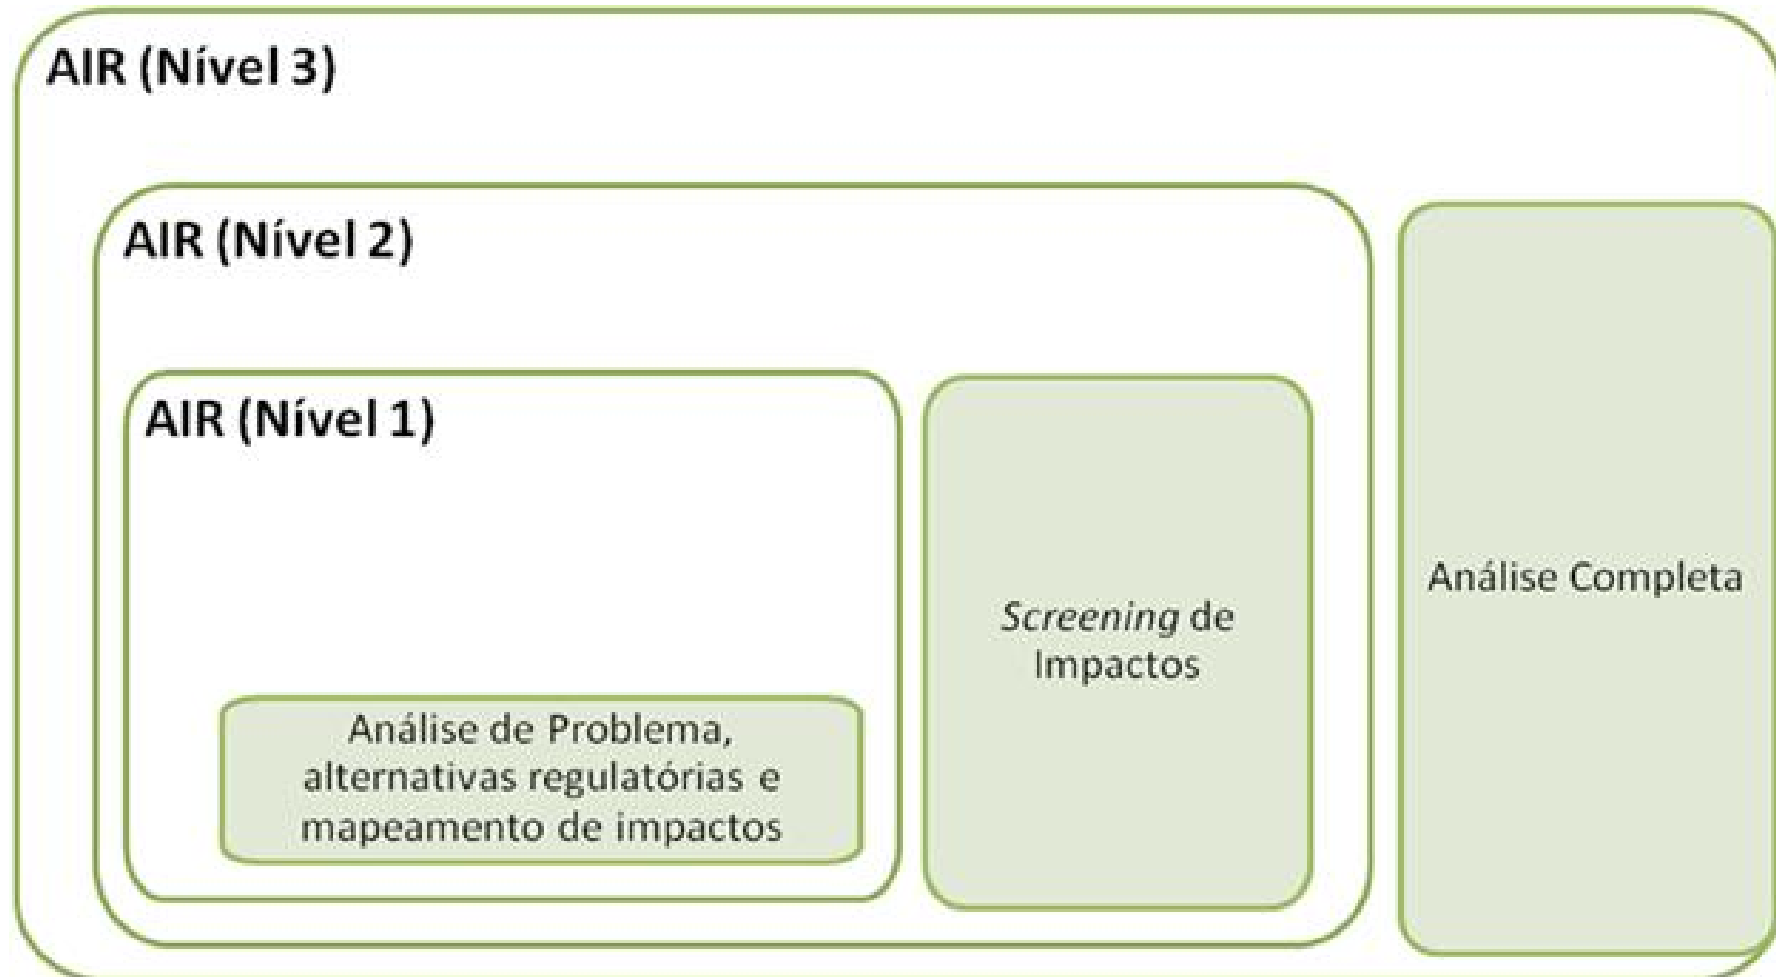 AIR (Nível 3)
AIR (Nível 2)
AIR (Nível 1)
Análise de Problema,
alternativas regulatórias e
mapeamento de impactos
Screening de
Impactos
Análise Completa